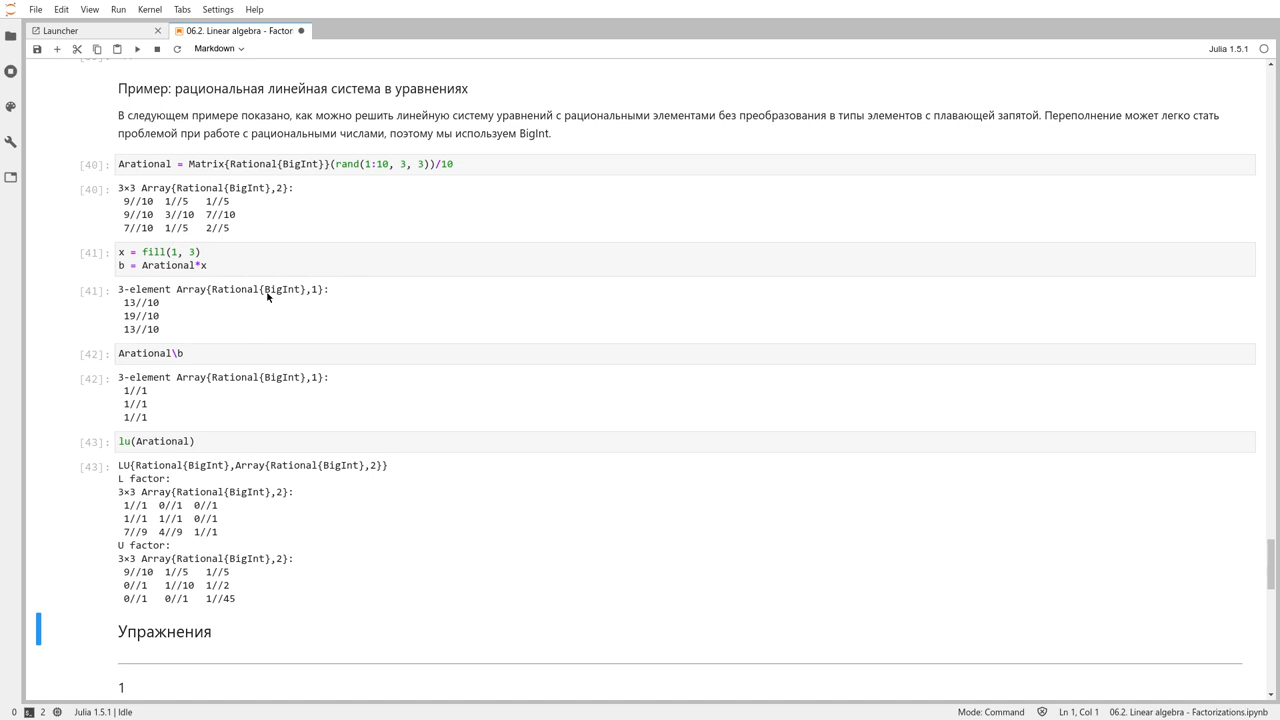 File Edit View Run Kernel Tabs Settings Help
Launcher
06.2. Linear algebra - Factor
Markdown
Julia 1.5.1
Пример: рациональная линейная система в уравнениях
В следующем примере показано, как можно решить линейную систему уравнений с рациональными элементами без преобразования в типы элементов с плавающей запятой. Переполнение может легко стать
проблемой при работе с рациональными числами, поэтому мы используем BigInt.
[40]: Arational = Matrix{Rational{BigInt}}(rand(1:10, 3, 3))/10
[40]: 3×3 Array{Rational{BigInt},2}:
9//10 1//5 1//5
9//10 3//10 7//10
7//10 1//5 2//5
[41]: x = fill(1, 3)
b = Arational*x
[41]: 3-element Array{Rational{BigInt},1}:
13//10
19//10
13//10
[42]: Arational\b
[42]: 3-element Array{Rational{BigInt},1}:
1//1
1//1
1//1
[43]: lu(Arational)
[43]: LU{Rational{BigInt},Array{Rational{BigInt},2}}
L factor:
3×3 Array{Rational{BigInt},2}:
1//1 0//1 0//1
1//1 1//1 0//1
7//9 4//9 1//1
U factor:
3×3 Array{Rational{BigInt},2}:
9//10 1//5 1//5
0//1 1//10 1//2
0//1 0//1 1//45
Упражнения
1
0 2 Julia 1.5.1 | Idle
Mode: Command Ln 1, Col 1 06.2. Linear algebra - Factorizations.ipynb